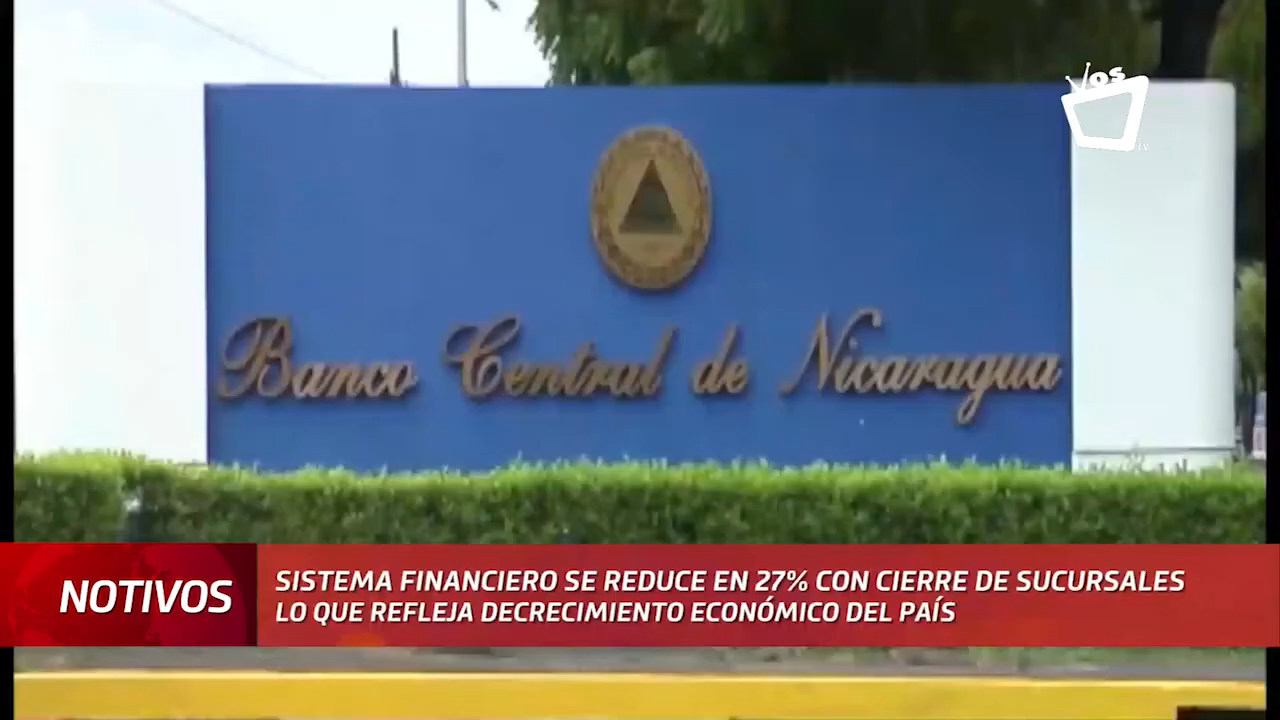 VOS
TV
Banco Central de Nicaragua
NOTIVOS
SISTEMA FINANCIERO SE REDUCE EN 27% CON CIERRE DE SUCURSALES
LO QUE REFLEJA DECRECIMIENTO ECONÓMICO DEL PAÍS